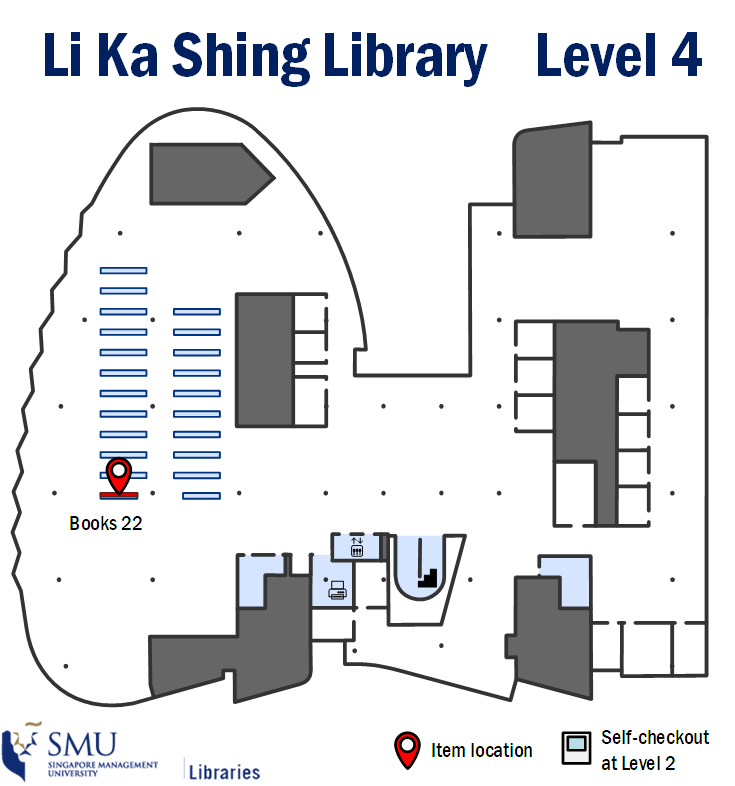 Li Ka Shing Library Level 4
Books 22
SMU
SINGAPORE MANAGEMENT
UNIVERSITY
Libraries
Item location
Self-checkout
at Level 2